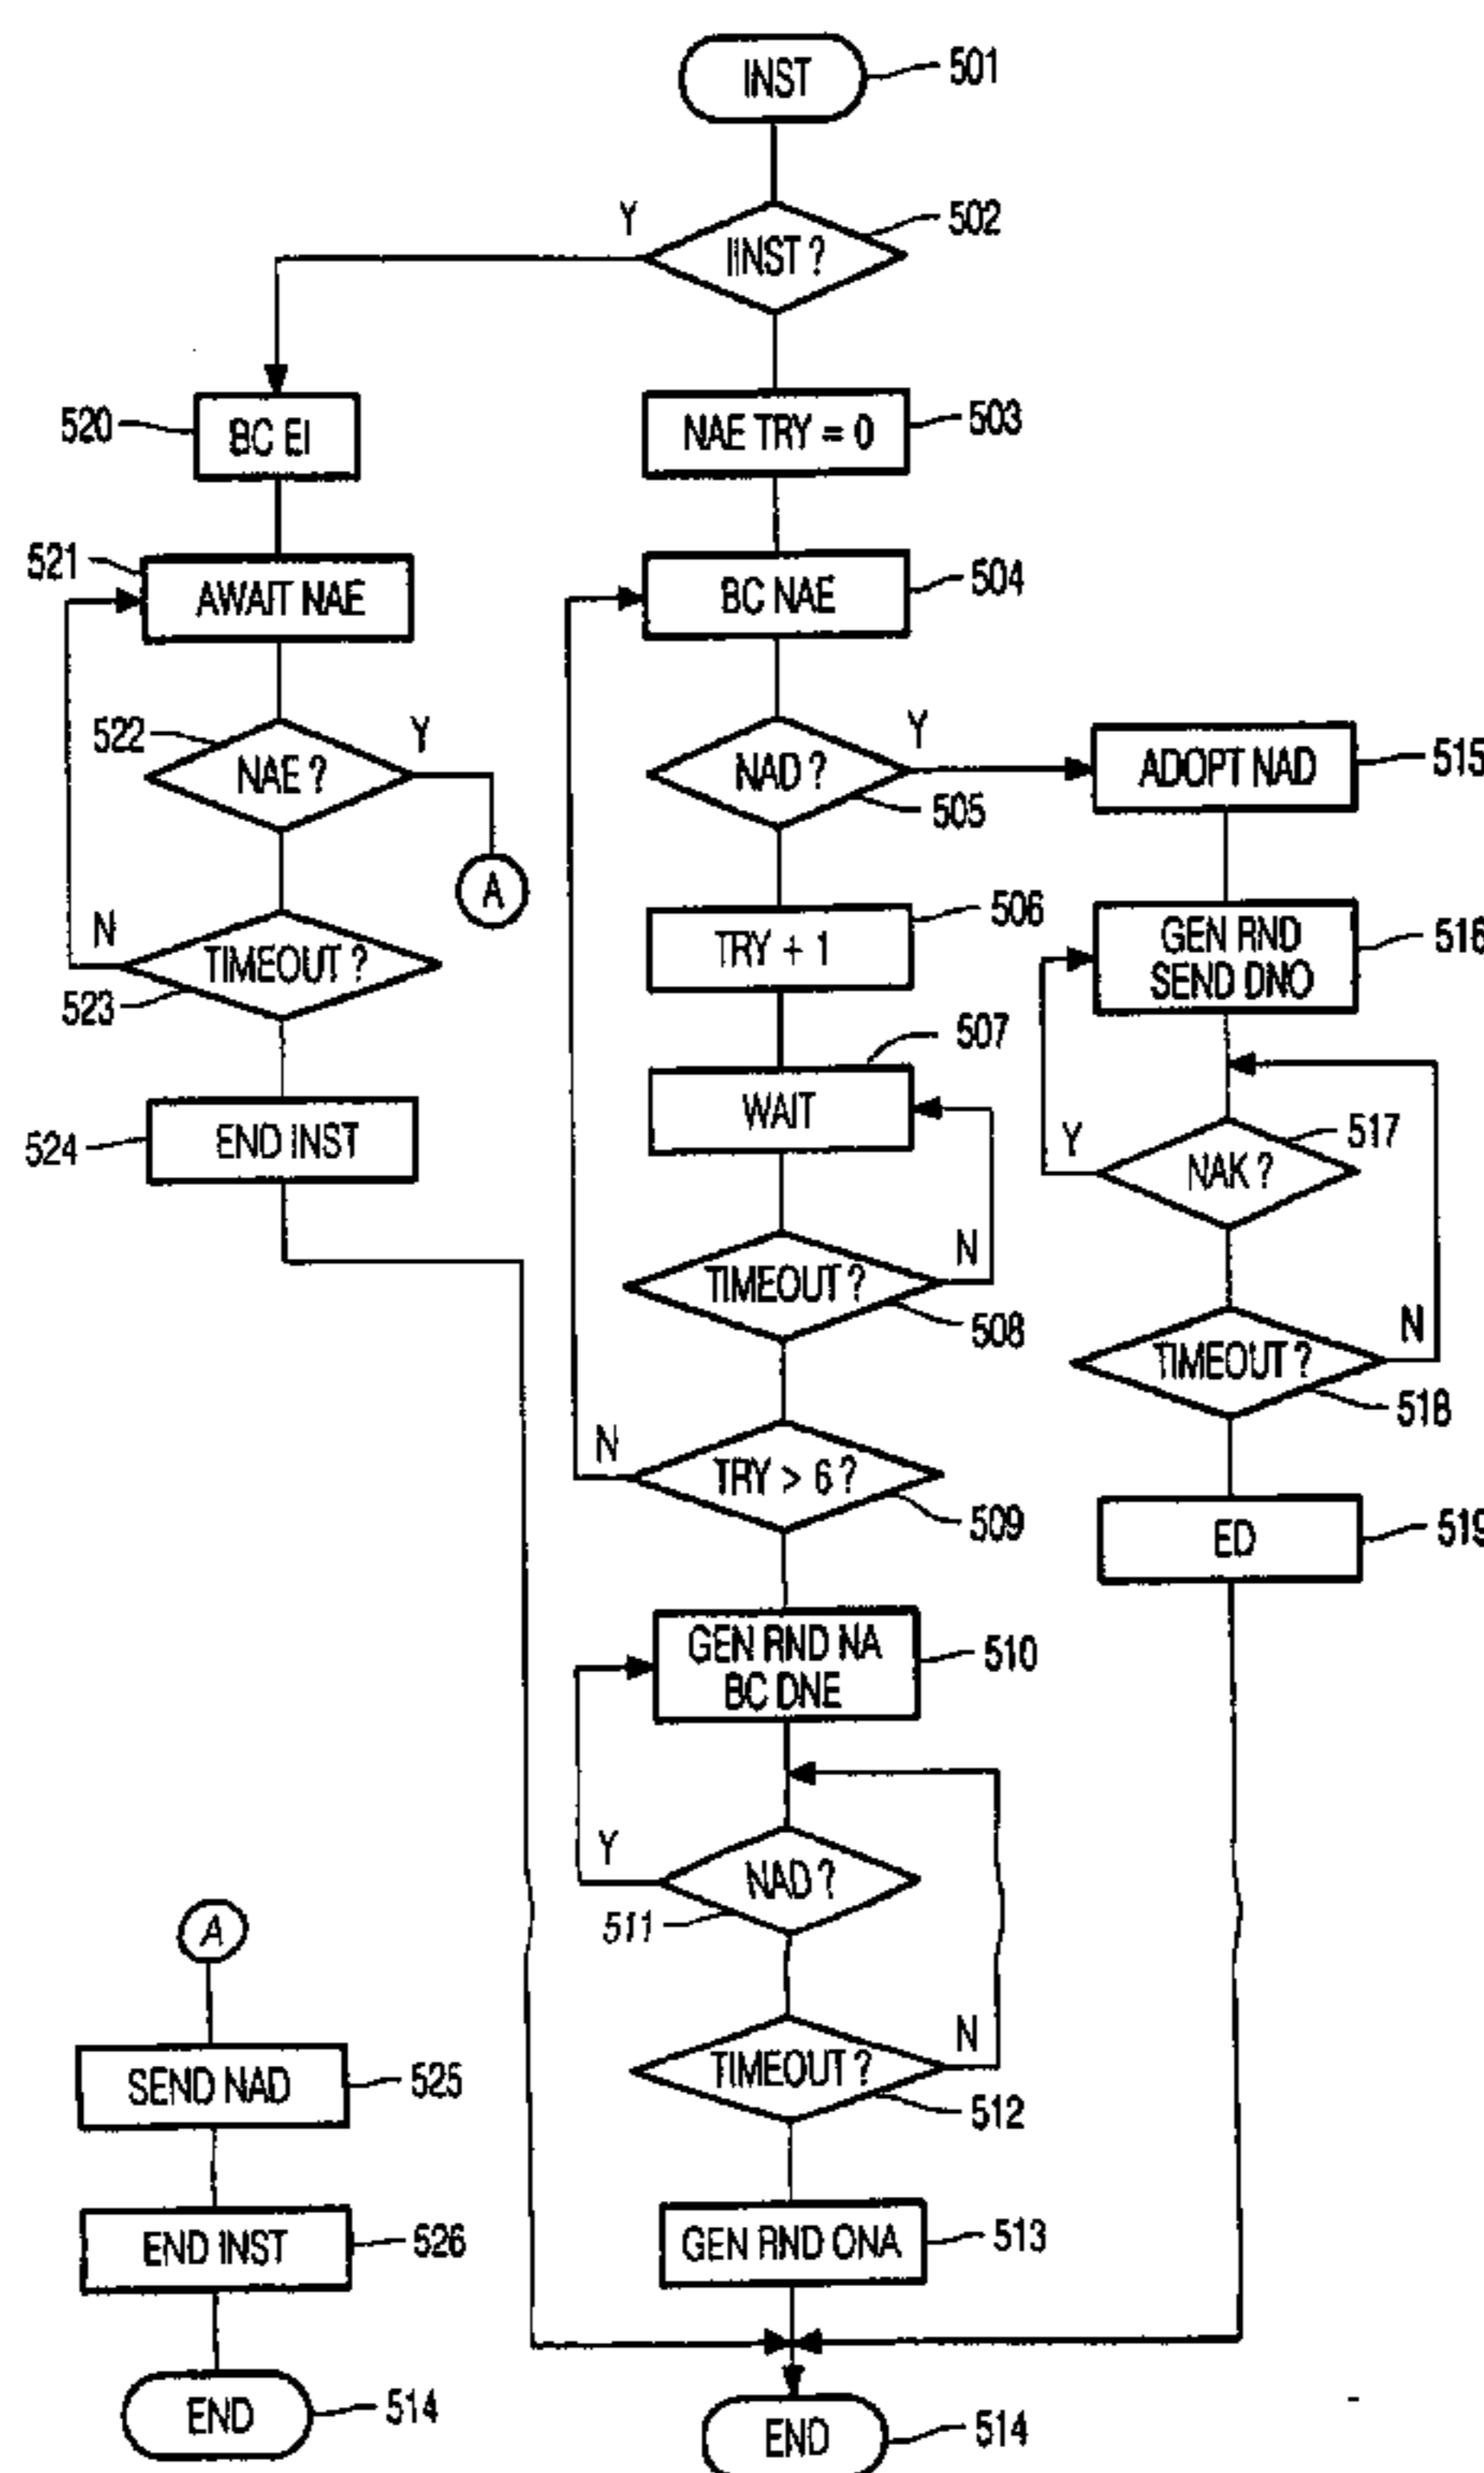 INST
501
Y
502
IINST ?
520
BC EI
NAE TRY = 0
503
521
AWAIT NAE
BC NAE
504
522
NAE ?
Y
A
NAD ?
Y
505
ADOPT NAD
515
N
TIMEOUT ?
523
TRY + 1
506
GEN RND
SEND DNO
516
507
WAIT
524
END INST
Y
NAK ?
517
TIMEOUT ?
N
508
TIMEOUT ?
N
518
N
TRY > 6 ?
509
ED
519
GEN RND NA
BC DNE
510
Y
NAD ?
511
A
TIMEOUT ?
N
512
SEND NAD
525
GEN RND ONA
513
END INST
526
END
514
END
514